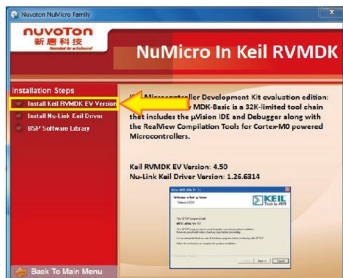 Nuvoton NuMicro Family
nuvoTon
新唐科技
NuMicro In Keil RVMDK
Installation Steps
Install Keil RVMDK EV Version
Install Nu-Link Keil Driver
BSP Software Library
Microcontroller Development Kit evaluation edition:
MDK-Basic is a 32K-limited tool chain
that includes the µVision IDE and Debugger along with
the RealView Compilation Tools for Cortex-M0 powered
Microcontrollers.
Keil RVMDK EV Version: 4.50
Nu-Link Keil Driver Version: 1.26.6314
KEIL
Back To Main Menu